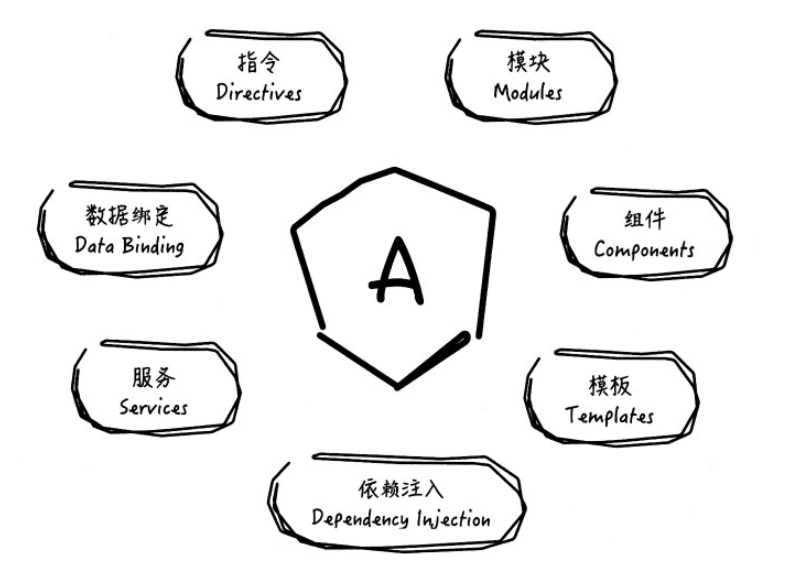 指令
Directives
模块
Modules
数据绑定
Data Binding
组件
Components
A
服务
Services
模板
Templates
依赖注入
Dependency Injection